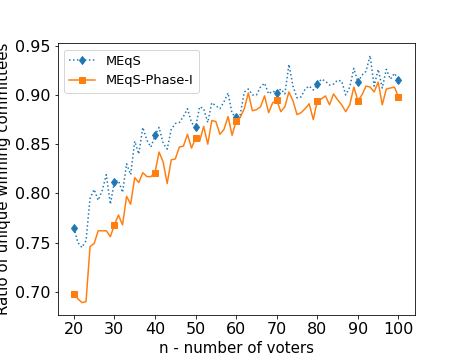 Ratio of unique winning committees
0.95
0.90
0.85
0.80
0.75
0.70
MEqS
MEqS-Phase-I
20 30 40 50 60 70 80 90 100
n - number of voters